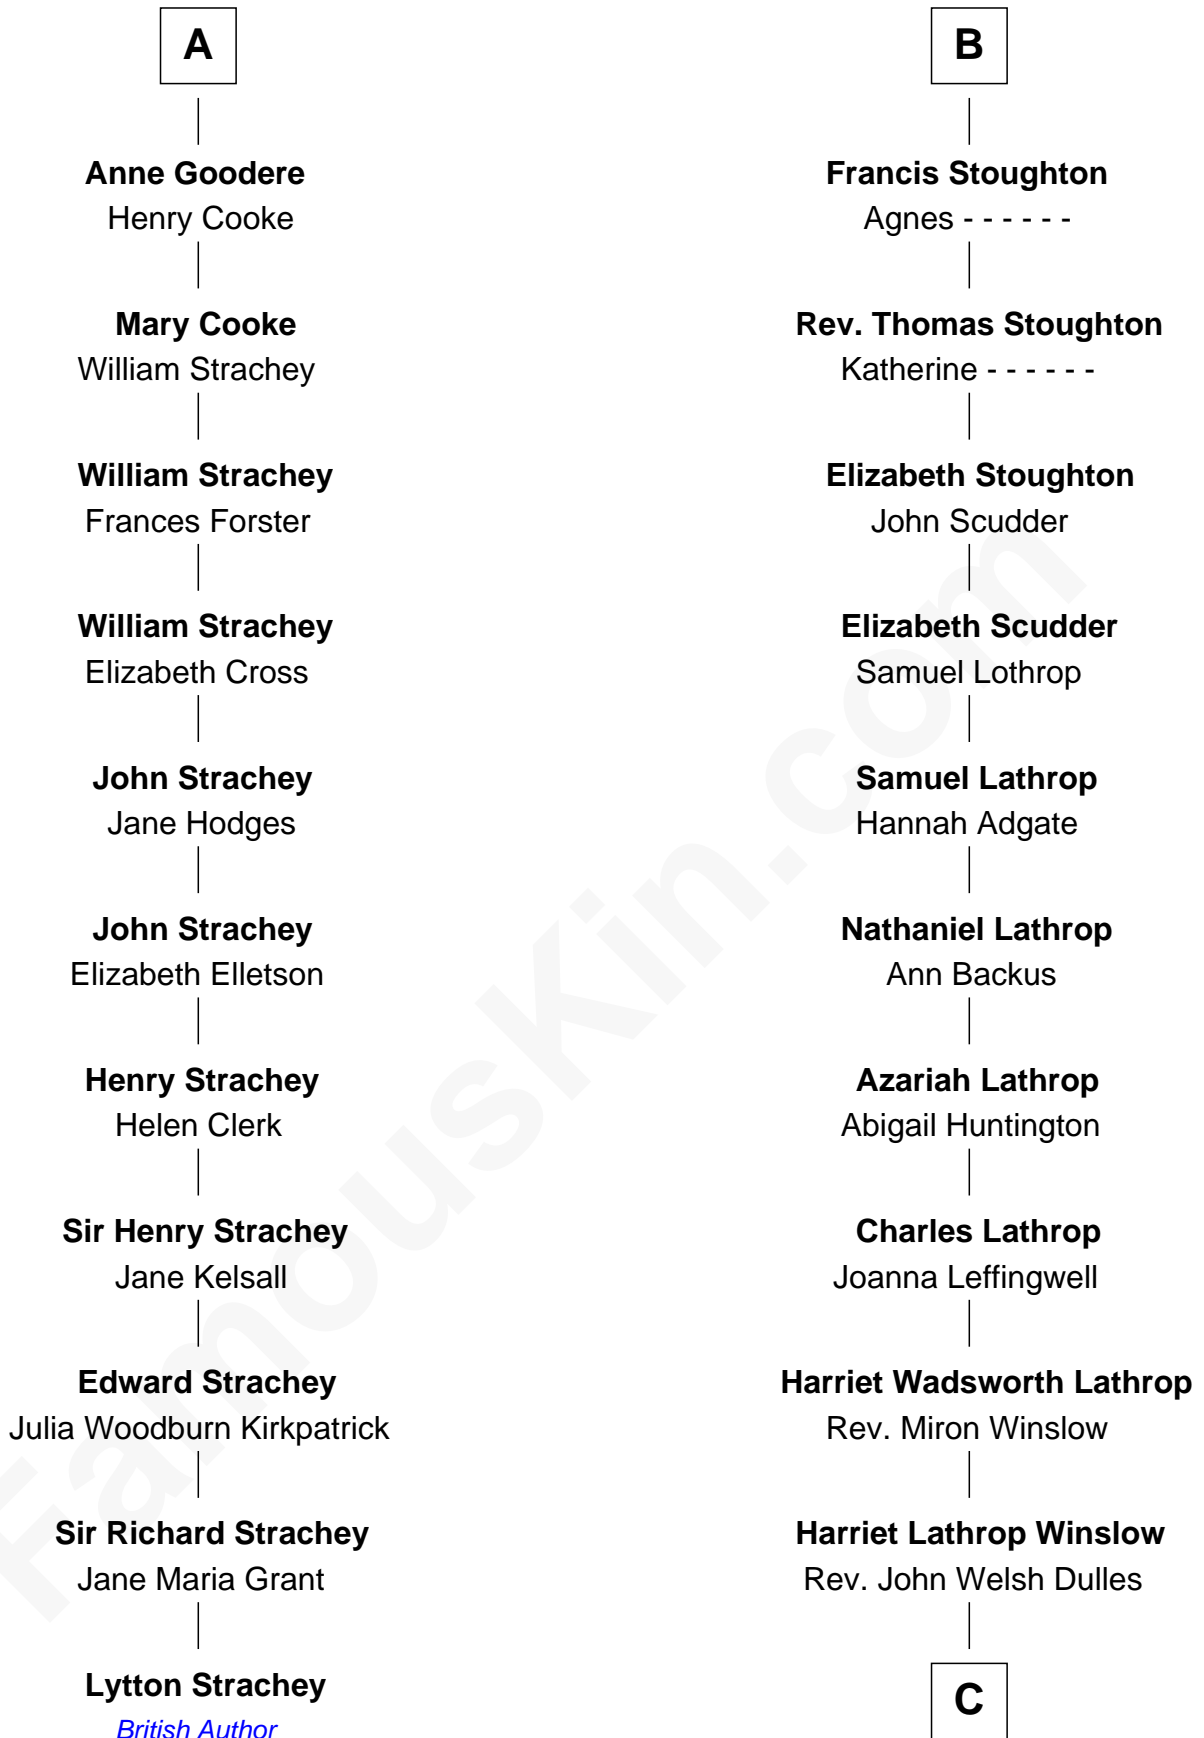 A
Anne Goodere
Henry Cooke
Mary Cooke
William Strachey
William Strachey
Frances Forster
William Strachey
Elizabeth Cross
John Strachey
Jane Hodges
John Strachey
Elizabeth Elletson
Henry Strachey
Helen Clerk
Sir Henry Strachey
Jane Kelsall
Edward Strachey
Julia Woodburn Kirkpatrick
Sir Richard Strachey
Jane Maria Grant
Lytton Strachey
British Author
B
Francis Stoughton
Agnes - - - - - -
Rev. Thomas Stoughton
Katherine - - - - - -
Elizabeth Stoughton
John Scudder
Elizabeth Scudder
Samuel Lothrop
Samuel Lathrop
Hannah Adgate
Nathaniel Lathrop
Ann Backus
Azariah Lathrop
Abigail Huntington
Charles Lathrop
Joanna Leffingwell
Harriet Wadsworth Lathrop
Rev. Miron Winslow
Harriet Lathrop Winslow
Rev. John Welsh Dulles
C
FamousKin.com